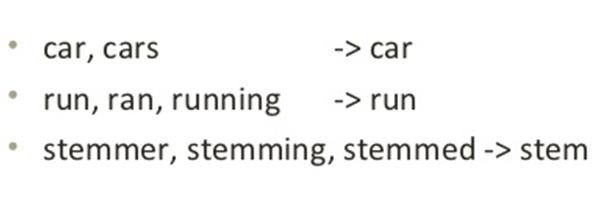 • car, cars -> car
• run, ran, running -> run
• stemmer, stemming, stemmed -> stem